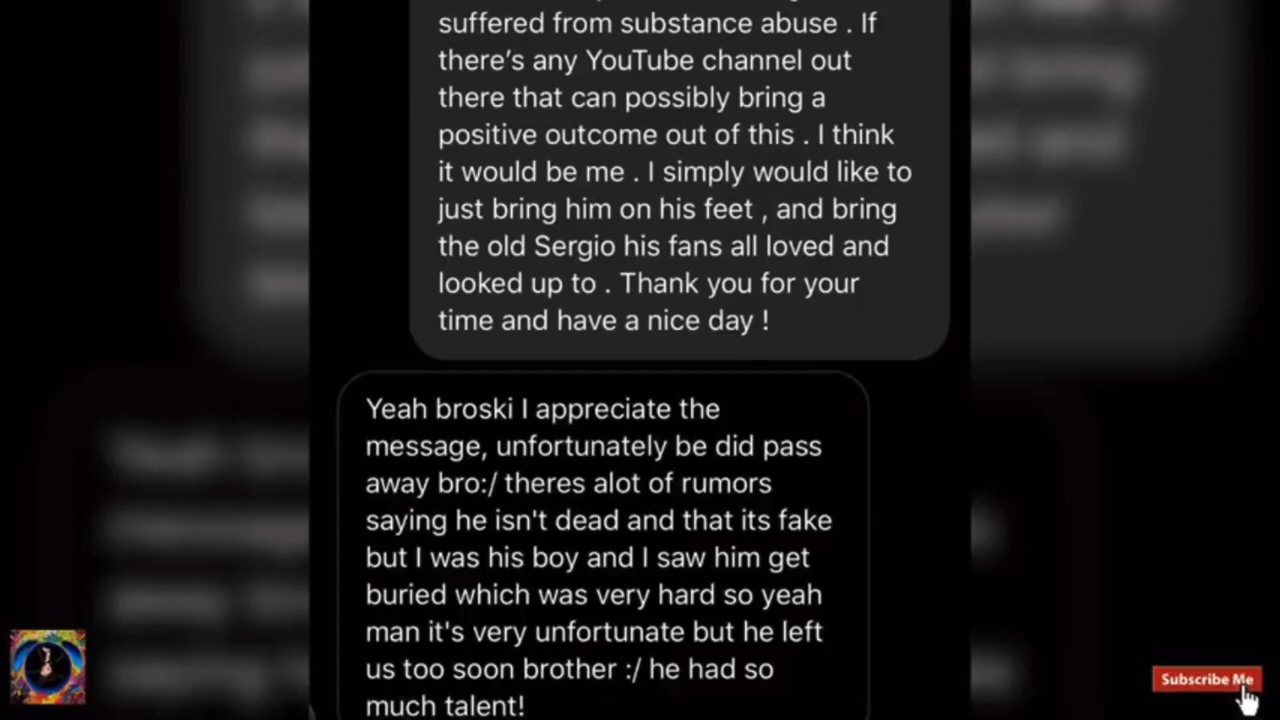 suffered from substance abuse . If
there’s any YouTube channel out
there that can possibly bring a
positive outcome out of this . I think
it would be me . I simply would like to
just bring him on his feet , and bring
the old Sergio his fans all loved and
looked up to . Thank you for your
time and have a nice day !
Yeah broski I appreciate the
message, unfortunately be did pass
away bro:/ theres alot of rumors
saying he isn't dead and that its fake
but I was his boy and I saw him get
buried which was very hard so yeah
man it's very unfortunate but he left
us too soon brother :/ he had so
much talent!
Subscribe Me